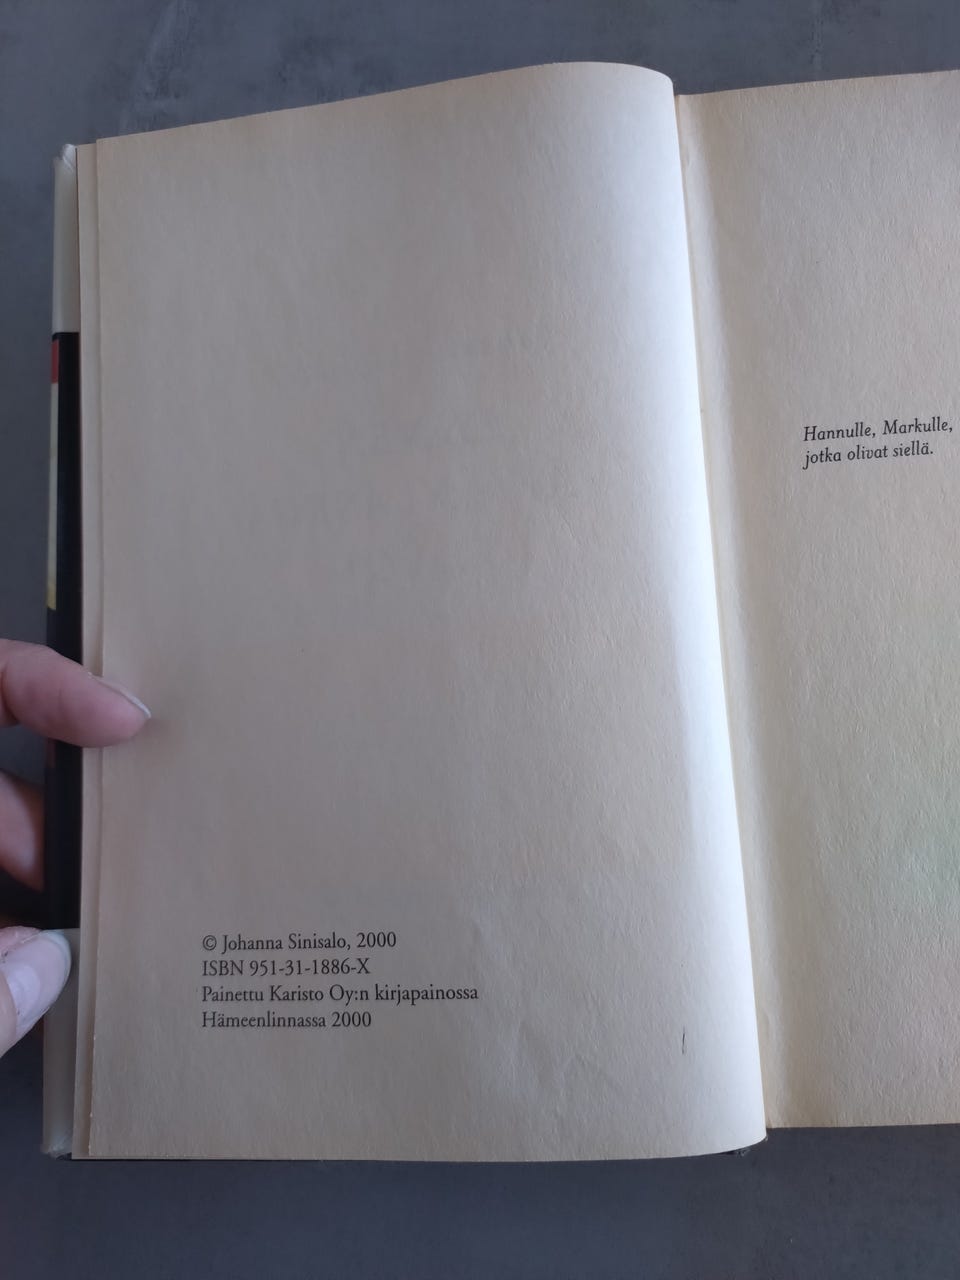 © Johanna Sinisalo, 2000
ISBN 951-31-1886-X
Painettu Karisto Oy:n kirjapainossa
Hämeenlinnassa 2000
Hannulle, Markulle,
jotka olivat siellä.